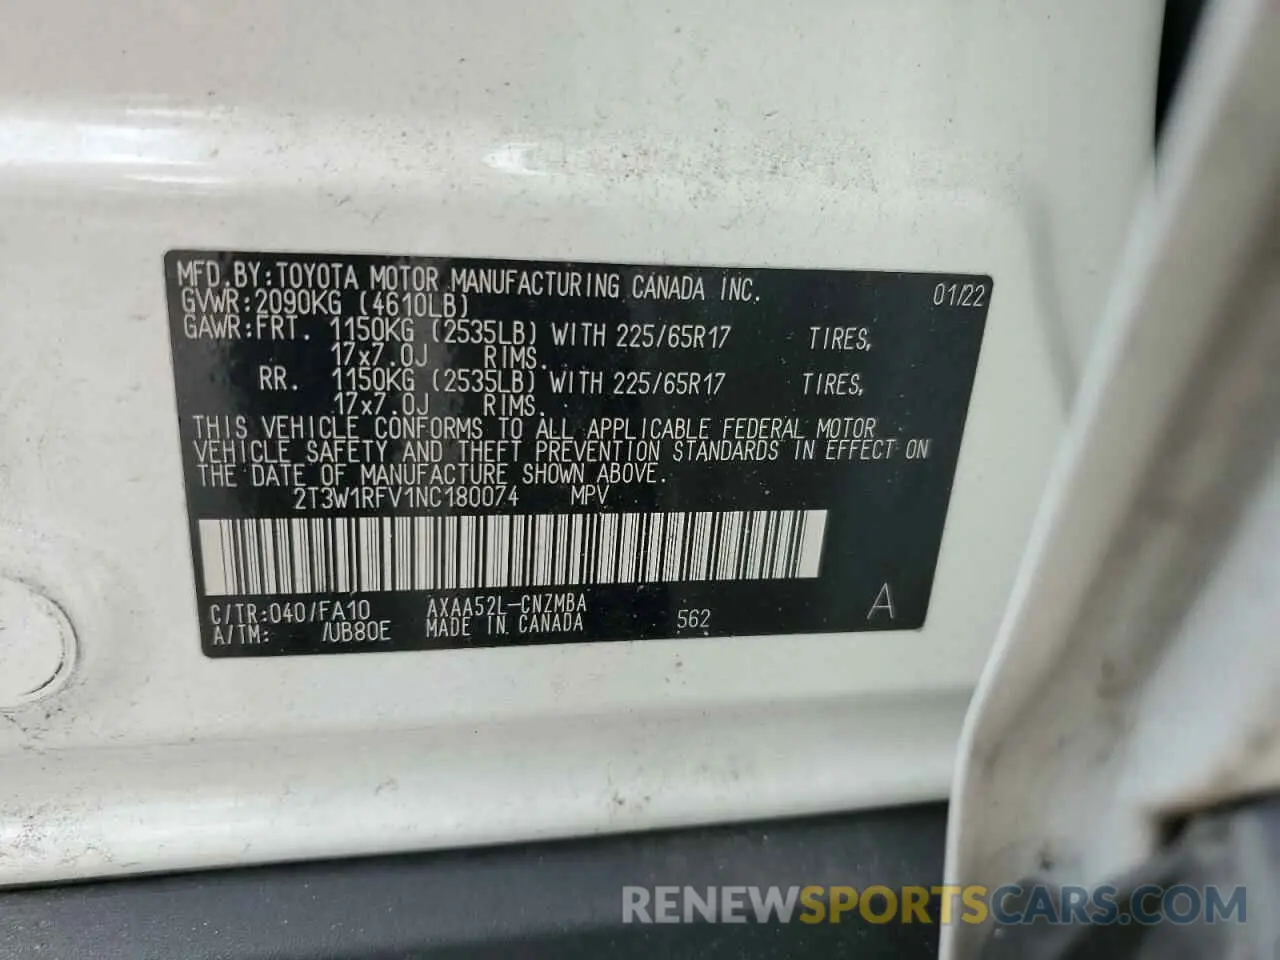 MFD.BY:TOYOTA MOTOR MANUFACTURING CANADA INC. 01/22
GVWR:2090KG (4610LB)
GAWR:FRT. 1150KG (2535LB) WITH 225/65R17 TIRES,
17x7.0J RIMS.
RR. 1150KG (2535LB) WITH 225/65R17 TIRES,
17x7.0J RIMS.
THIS VEHICLE CONFORMS TO ALL APPLICABLE FEDERAL MOTOR
VEHICLE SAFETY AND THEFT PREVENTION STANDARDS IN EFFECT ON
THE DATE OF MANUFACTURE SHOWN ABOVE.
2T3W1RFV1NC180074 MPV
C/TR:040/FA10 AXAA52L-CNZMBA
A/TM: /UB80E MADE IN CANADA 562 A
RENEWSPORTSCARS.COM